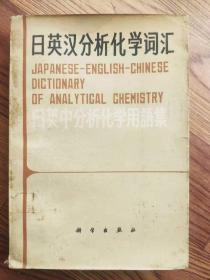 日英汉分析化学词汇
JAPANESE-ENGLISH-CHINESE
DICTIONARY
OF ANALYTICAL CHEMISTRY
日英中分析化学用語集
科学出版社